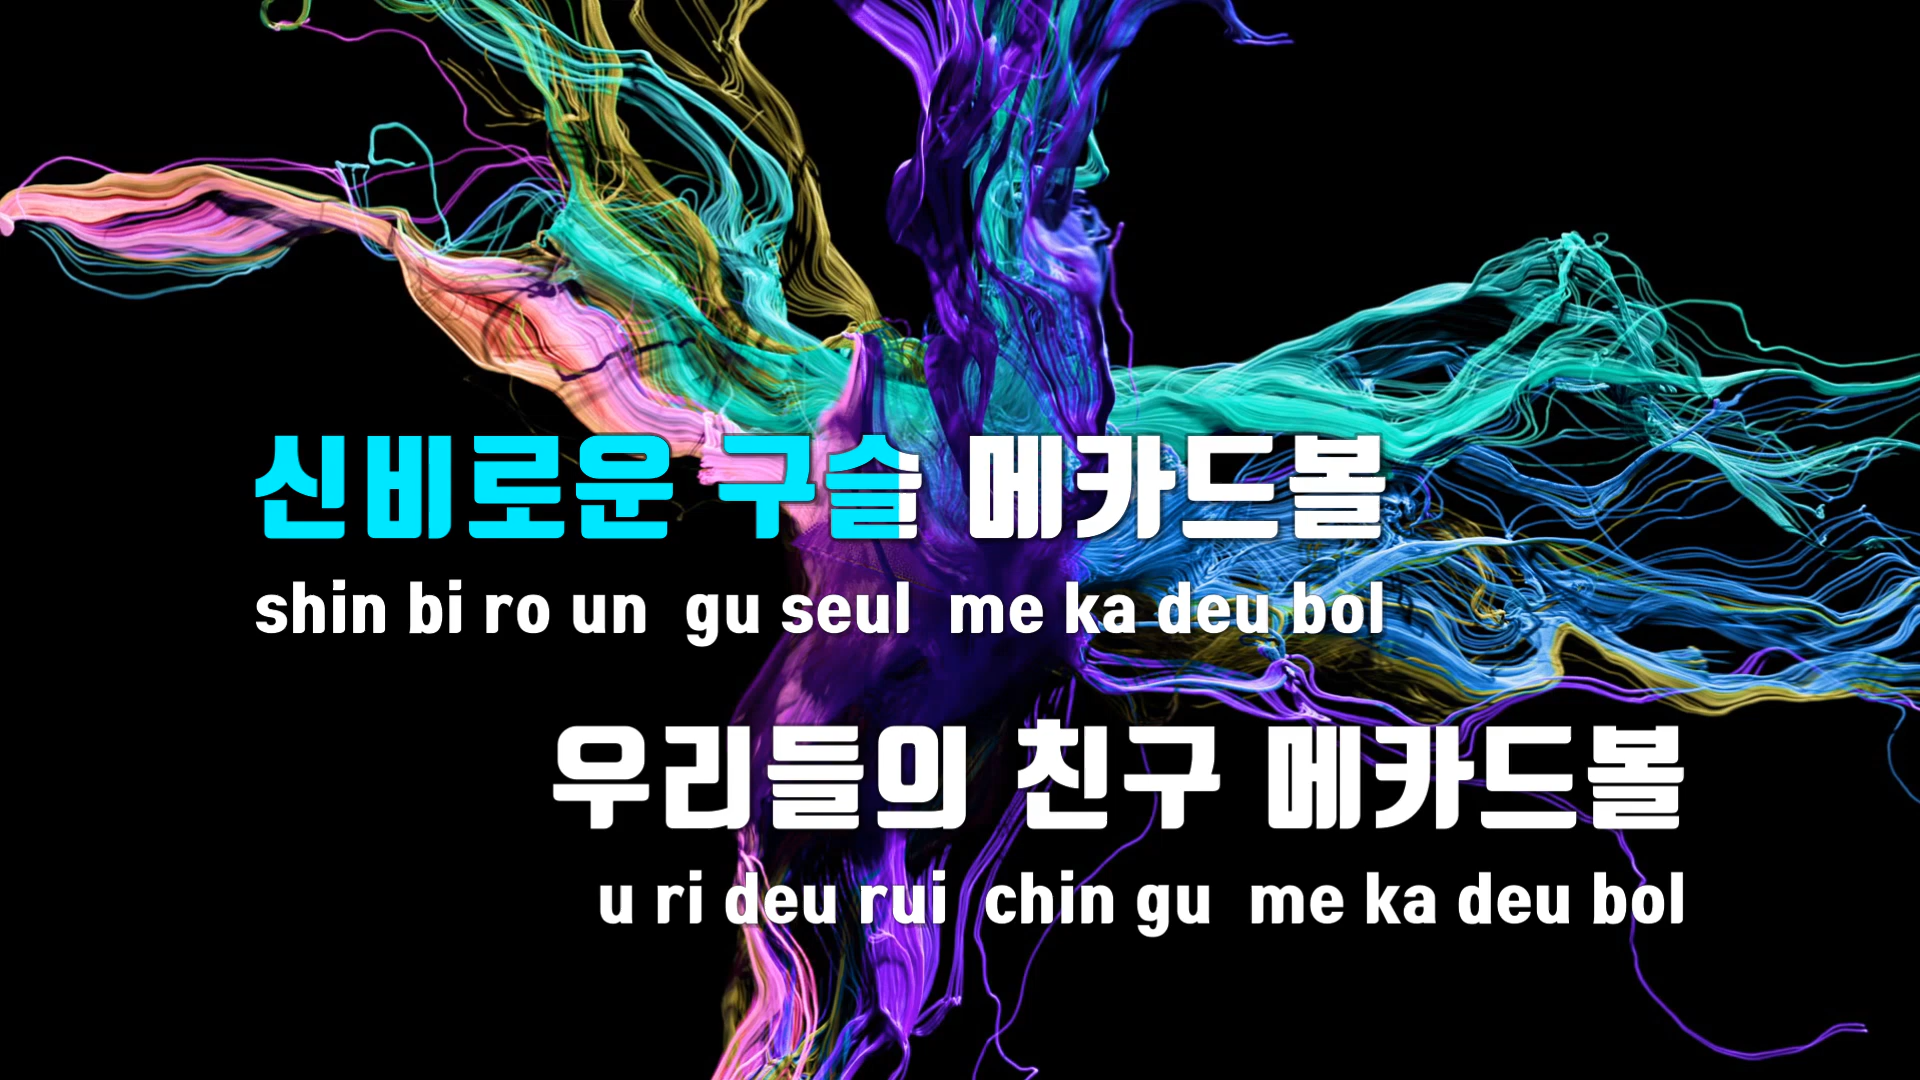 신비로운 구슬 메카드볼
shin bi ro un gu seul me ka deu bol
우리들의 친구 메카드볼
u ri deu rui chin gu me ka deu bol